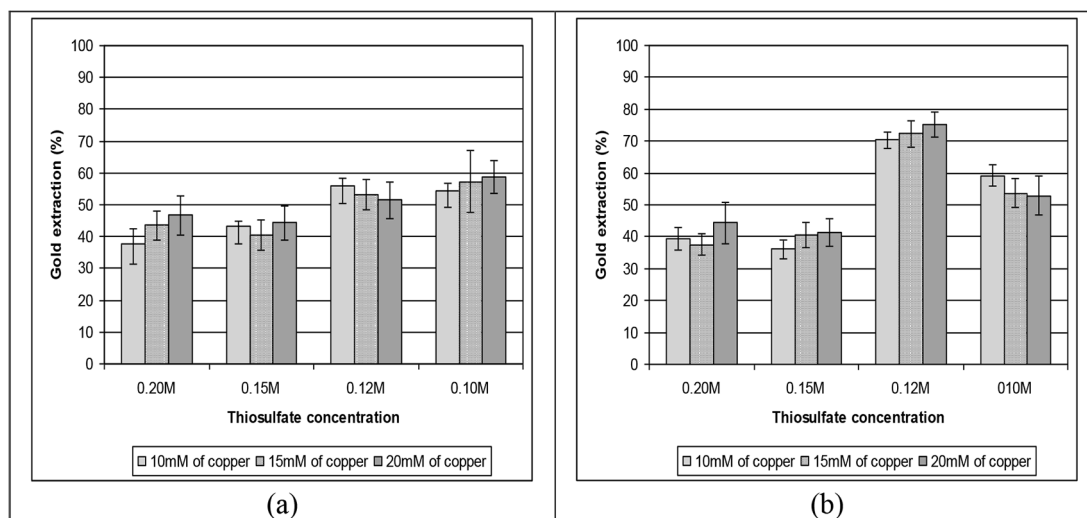 100
90
80
70
60
50
40
30
20
10
0
Gold extraction (%)
0.20M 0.15M 0.12M 0.10M
Thiosulfate concentration
10mM of copper 15mM of copper 20mM of copper
(a)
100
90
80
70
60
50
40
30
20
10
0
Gold extraction (%)
0.20M 0.15M 0.12M 010M
Thiosulfate concentration
10mM of copper 15mM of copper 20mM of copper
(b)